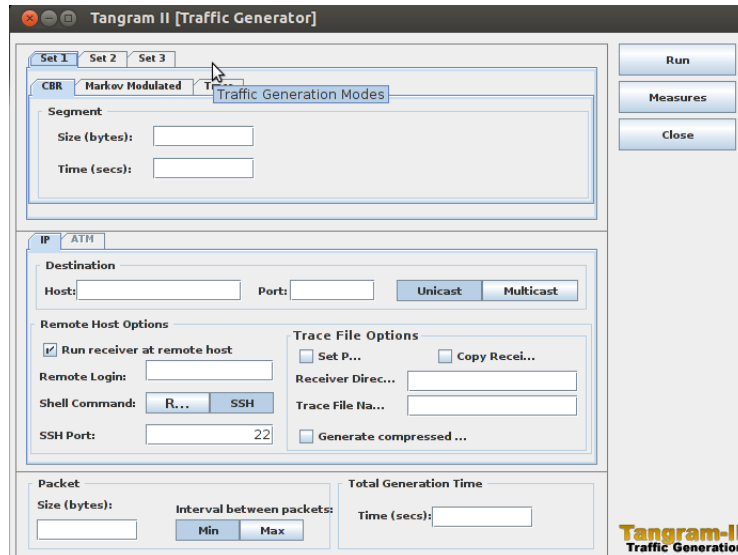 Tangram II [Traffic Generator]
Set 1 Set 2 Set 3
Run
CBR Markov Modulated
Traffic Generation Modes
Measures
Segment
Size (bytes):
Close
Time (secs):
IP ATM
Destination
Host: Port: Unicast Multicast
Remote Host Options
Run receiver at remote host
Remote Login:
Shell Command: R... SSH
SSH Port: 22
Trace File Options
Set P... Copy Recei...
Receiver Direc...
Trace File Na...
Generate compressed ...
Packet
Size (bytes):
Interval between packets:
Min Max
Total Generation Time
Time (secs):
Tangram-II
Traffic Generation